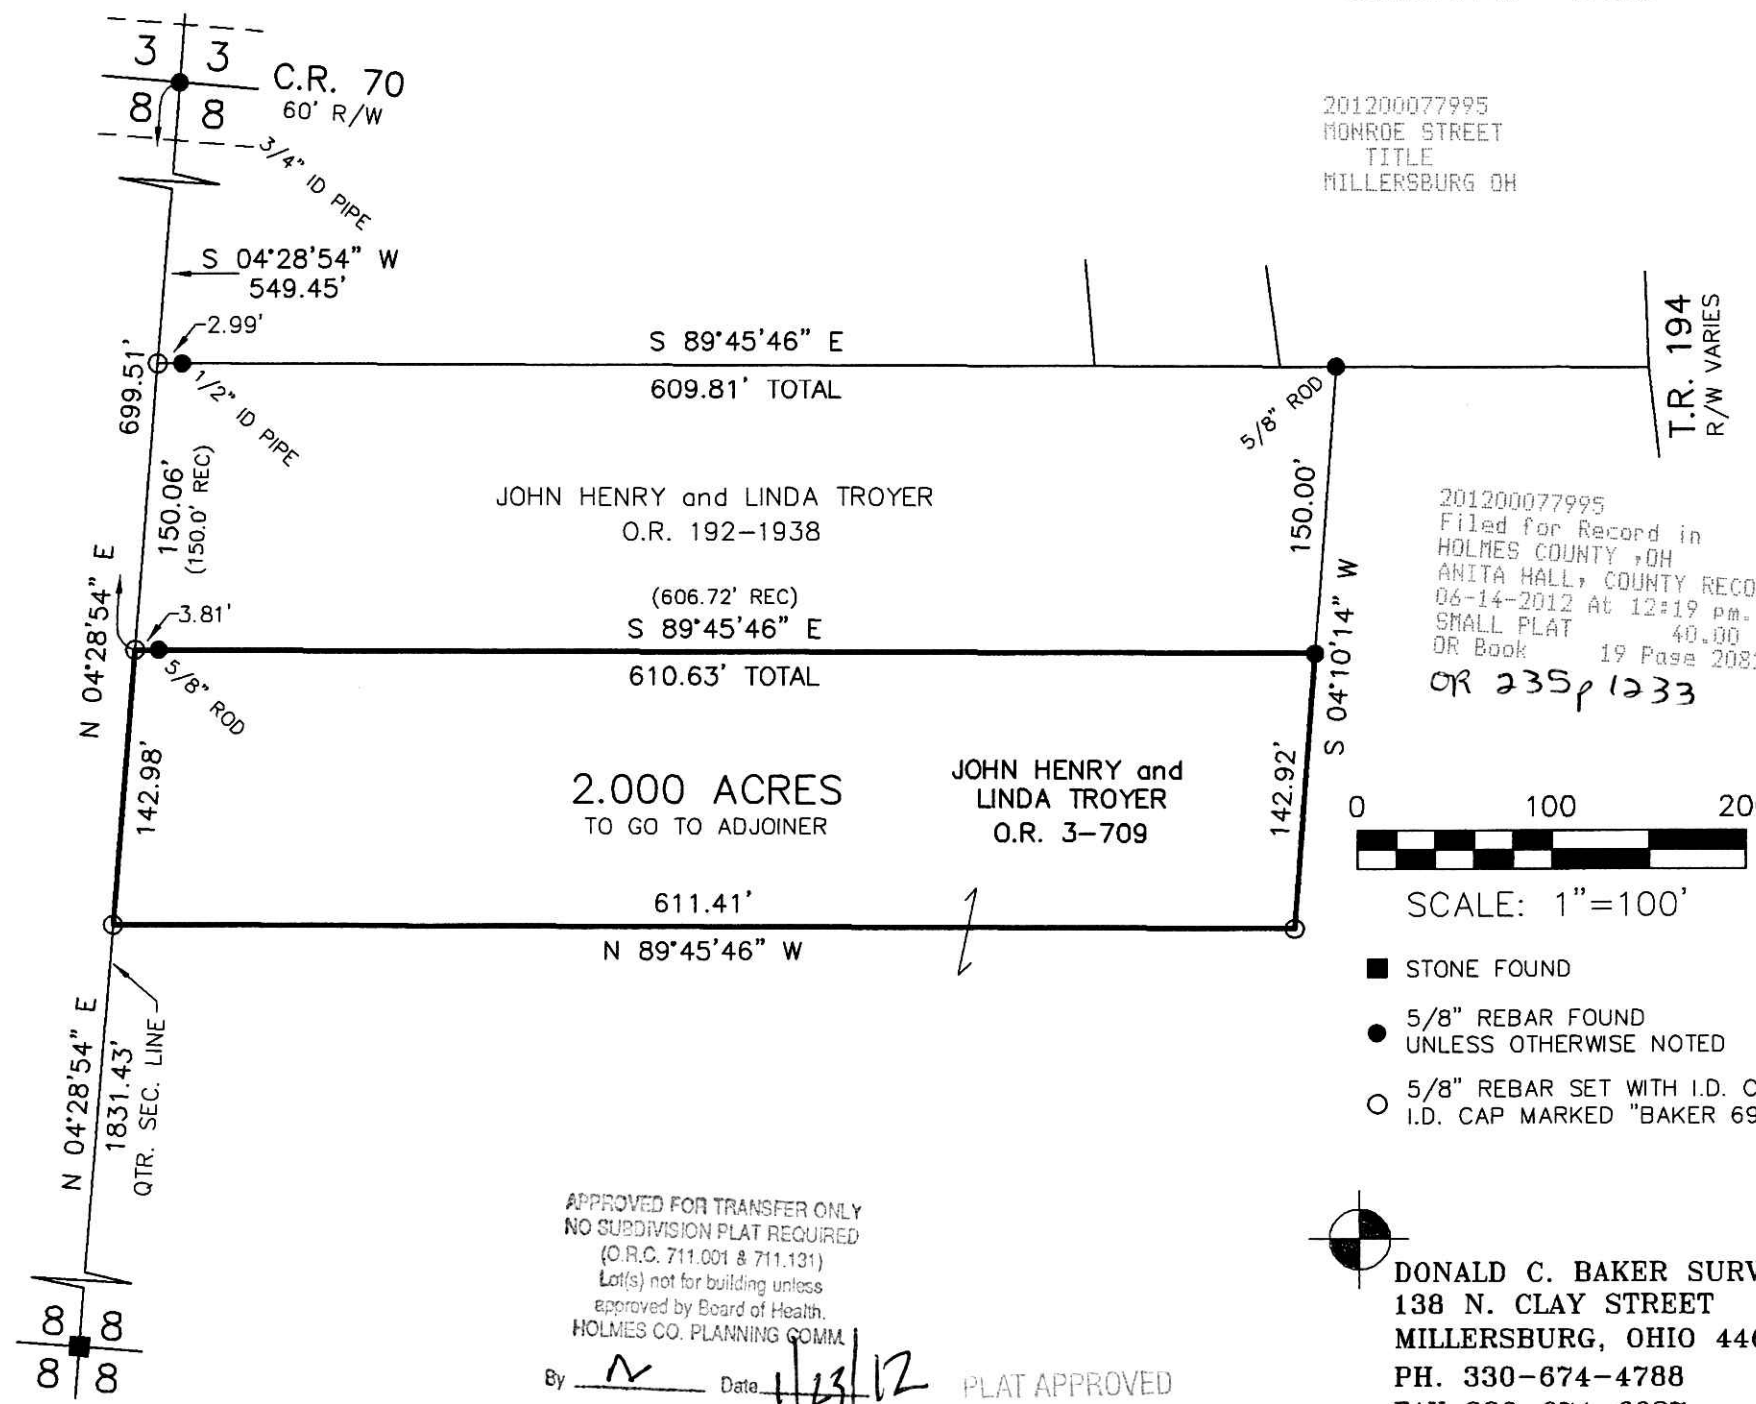 3 3
8 8
C.R. 70
60' R/W
3/4" ID PIPE
201200077995
MONROE STREET
TITLE
MILLERSBURG OH
S 04°28'54" W
549.45'
2.99'
S 89°45'46" E
609.81' TOTAL
1/2" ID PIPE
5/8" ROD
T.R. 194
R/W VARIES
699.51'
150.06'
(150.0' REC)
JOHN HENRY and LINDA TROYER
O.R. 192-1938
150.00'
201200077995
Filed for Record in
HOLMES COUNTY ,OH
ANITA HALL, COUNTY RECO
06-14-2012 At 12:19 pm.
SMALL PLAT 40.00
OR Book 19 Page
OR 235p 1233
N 04°28'54" E
3.81'
(606.72' REC)
S 89°45'46" E
610.63' TOTAL
5/8" ROD
S 04°10'14" W
142.98'
2.000 ACRES
TO GO TO ADJOINER
JOHN HENRY and
LINDA TROYER
O.R. 3-709
142.92'
0 100 20
SCALE: 1"=100'
611.41'
N 89°45'46" W
STONE FOUND
5/8" REBAR FOUND
UNLESS OTHERWISE NOTED
5/8" REBAR SET WITH I.D. C
I.D. CAP MARKED "BAKER 69
N 04°28'54" E
1831.43'
QTR. SEC. LINE
8 8
8 8
APPROVED FOR TRANSFER ONLY
NO SUBDIVISION PLAT REQUIRED
(O.R.C. 711.001 & 711.131)
Lot(s) not for building unless
approved by Board of Health.
HOLMES CO. PLANNING COMM.
By Date 1/23/12
PLAT APPROVED
DONALD C. BAKER SURV
138 N. CLAY STREET
MILLERSBURG, OHIO 446
PH. 330-674-4788